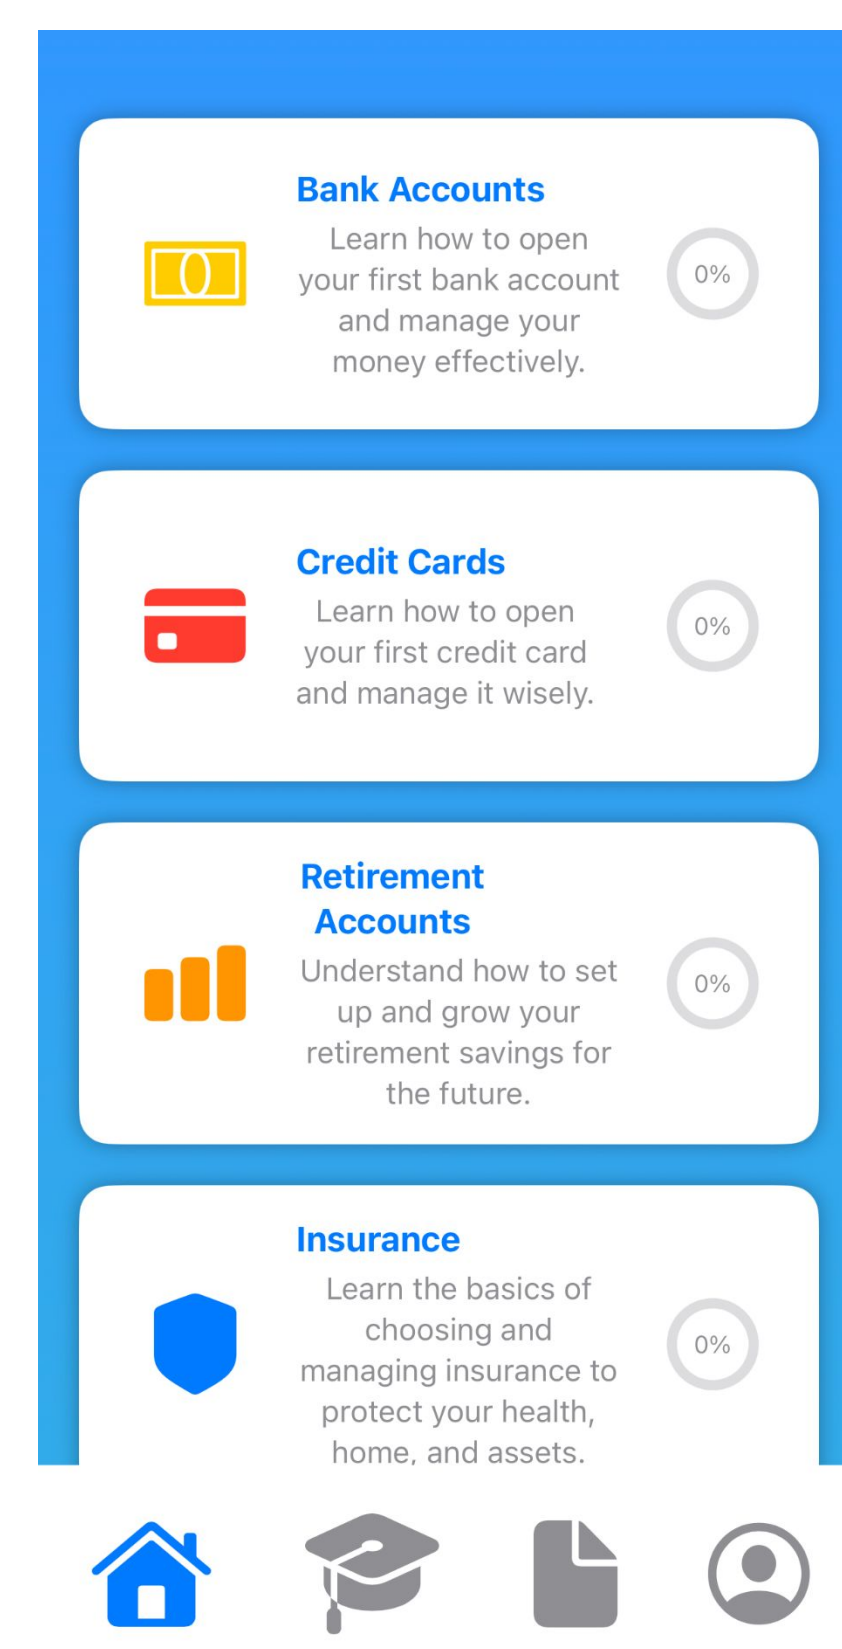 Bank Accounts
Learn how to open
your first bank account
and manage your
money effectively.
0%
Credit Cards
Learn how to open
your first credit card
and manage it wisely.
0%
Retirement
Accounts
Understand how to set
up and grow your
retirement savings for
the future.
0%
Insurance
Learn the basics of
choosing and
managing insurance to
protect your health,
home, and assets.
0%